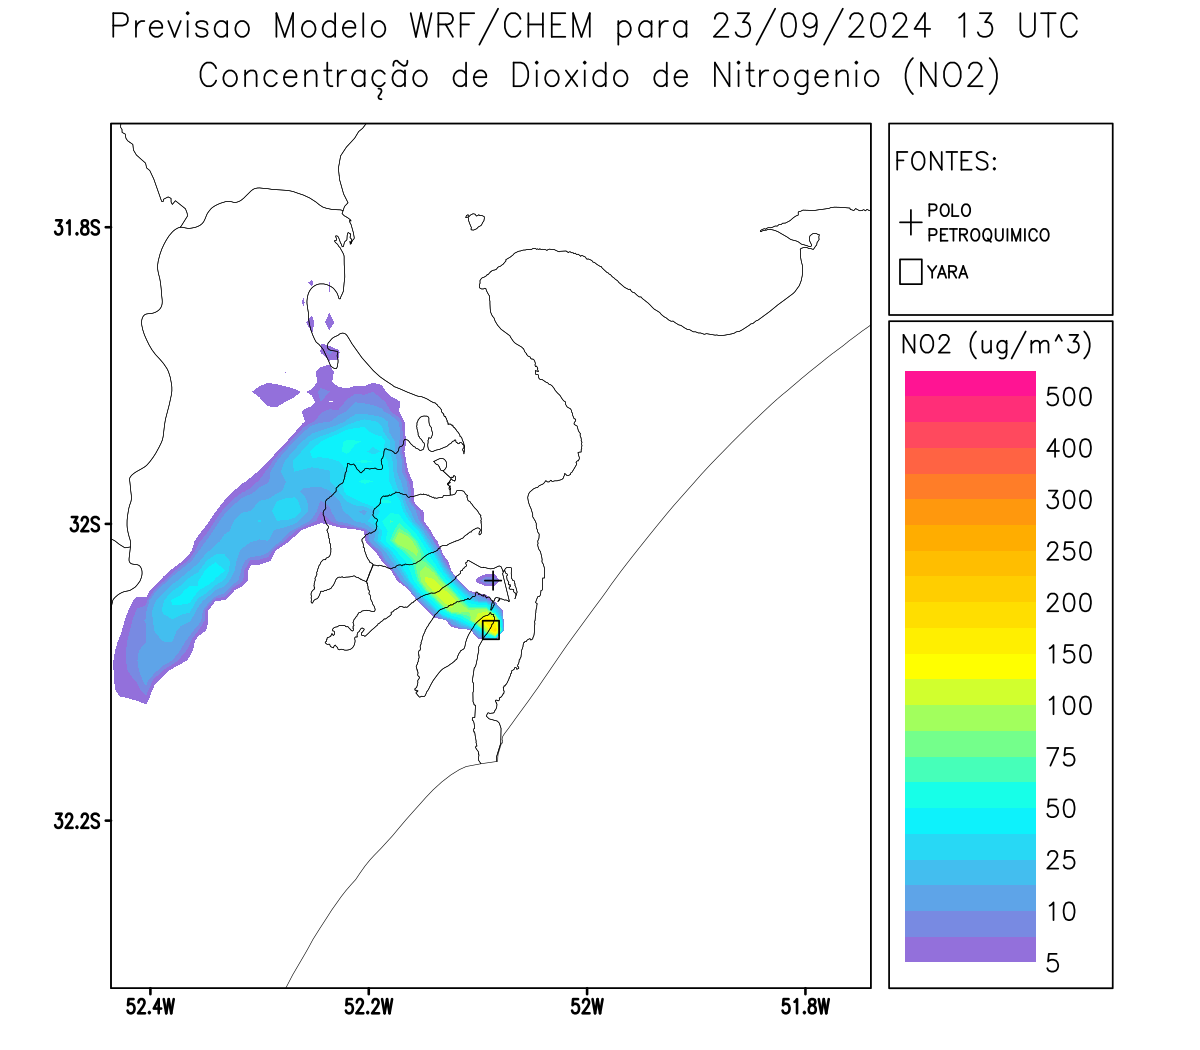 Previsao Modelo WRF/CHEM para 23/09/2024 13 UTC
Concentração de Dioxido de Nitrogenio (NO2)
FONTES:
POLO
PETROQUIMICO
YARA
31.8S
32S
32.2S
52.4W
52.2W
52W
51.8W
NO2 (ug/m^3)
500
400
300
250
200
150
100
75
50
25
10
5